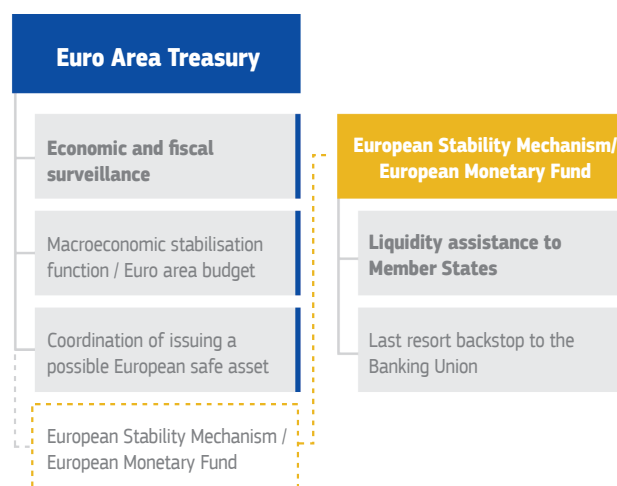 Euro Area Treasury
Economic and fiscal
surveillance
Macroeconomic stabilisation
function / Euro area budget
Coordination of issuing a
possible European safe asset
European Stability Mechanism /
European Monetary Fund
European Stability Mechanism/
European Monetary Fund
Liquidity assistance to
Member States
Last resort backstop to the
Banking Union